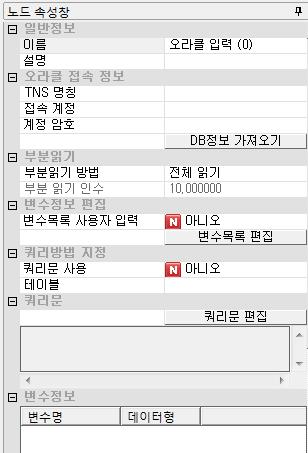 노드 속성창
일반정보
이름 오라클 입력 (0)
설명
오라클 접속 정보
TNS 명칭
접속 계정
계정 암호
DB정보 가져오기
부분읽기
부분읽기 방법 전체 읽기
부분 읽기 인수 10,000000
변수정보 편집
변수목록 사용자 입력 N 아니오
변수목록 편집
쿼리방법 지정
쿼리문 사용 N 아니오
테이블
쿼리문
쿼리문 편집
변수정보
변수명 데이터형